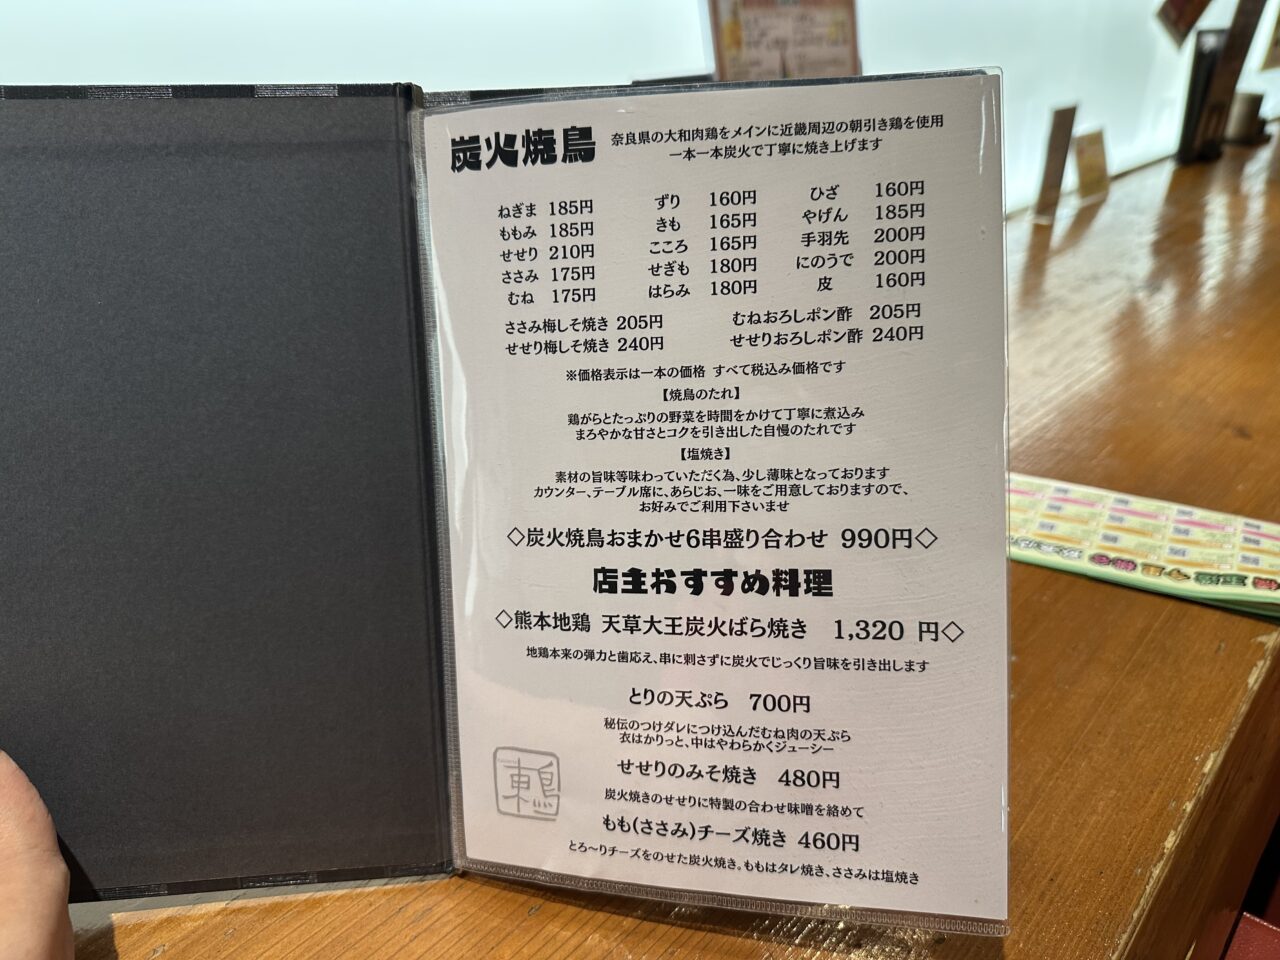 炭火焼鳥
奈良県の大和肉鶏をメインに近畿周辺の朝引き鶏を使用
一本一本炭火で丁寧に焼き上げます
ねぎま 185円 ずり 160円 ひざ 160円
ももみ 185円 きも 165円 やげん 185円
せせり 210円 こころ 165円 手羽先 200円
ささみ 175円 せぎも 180円 にのうで 200円
むね 175円 はらみ 180円 皮 160円
ささみ梅しそ焼き 205円 むねおろしポン酢 205円
せせり梅しそ焼き 240円 せせりおろしポン酢 240円
※価格表示は一本の価格 すべて税込み価格です
【焼鳥のたれ】
鶏がらとたっぷりの野菜を時間をかけて丁寧に煮込み
まろやかな甘さとコクを引き出した自慢のたれです
【塩焼き】
素材の旨味等味わっていただく為、少し薄味となっております
カウンター、テーブル席に、あらじお、一味をご用意しておりますので、
お好みでご利用下さいませ
◇炭火焼鳥おまかせ6串盛り合わせ 990円◇
店主おすすめ料理
◇熊本地鶏 天草大王炭火ばら焼き 1,320 円◇
地鶏本来の弾力と歯応え、串に刺さずに炭火でじっくり旨味を引き出します
とりの天ぷら 700円
秘伝のつけダレにつけ込んだむね肉の天ぷら
衣はかりっと、中はやわらかくジューシー
せせりのみそ焼き 480円
炭火焼きのせせりに特製の合わせ味噌を絡めて
もも(ささみ)チーズ焼き 460円
とろ～りチーズをのせた炭火焼き。ももはタレ焼き、ささみは塩焼き